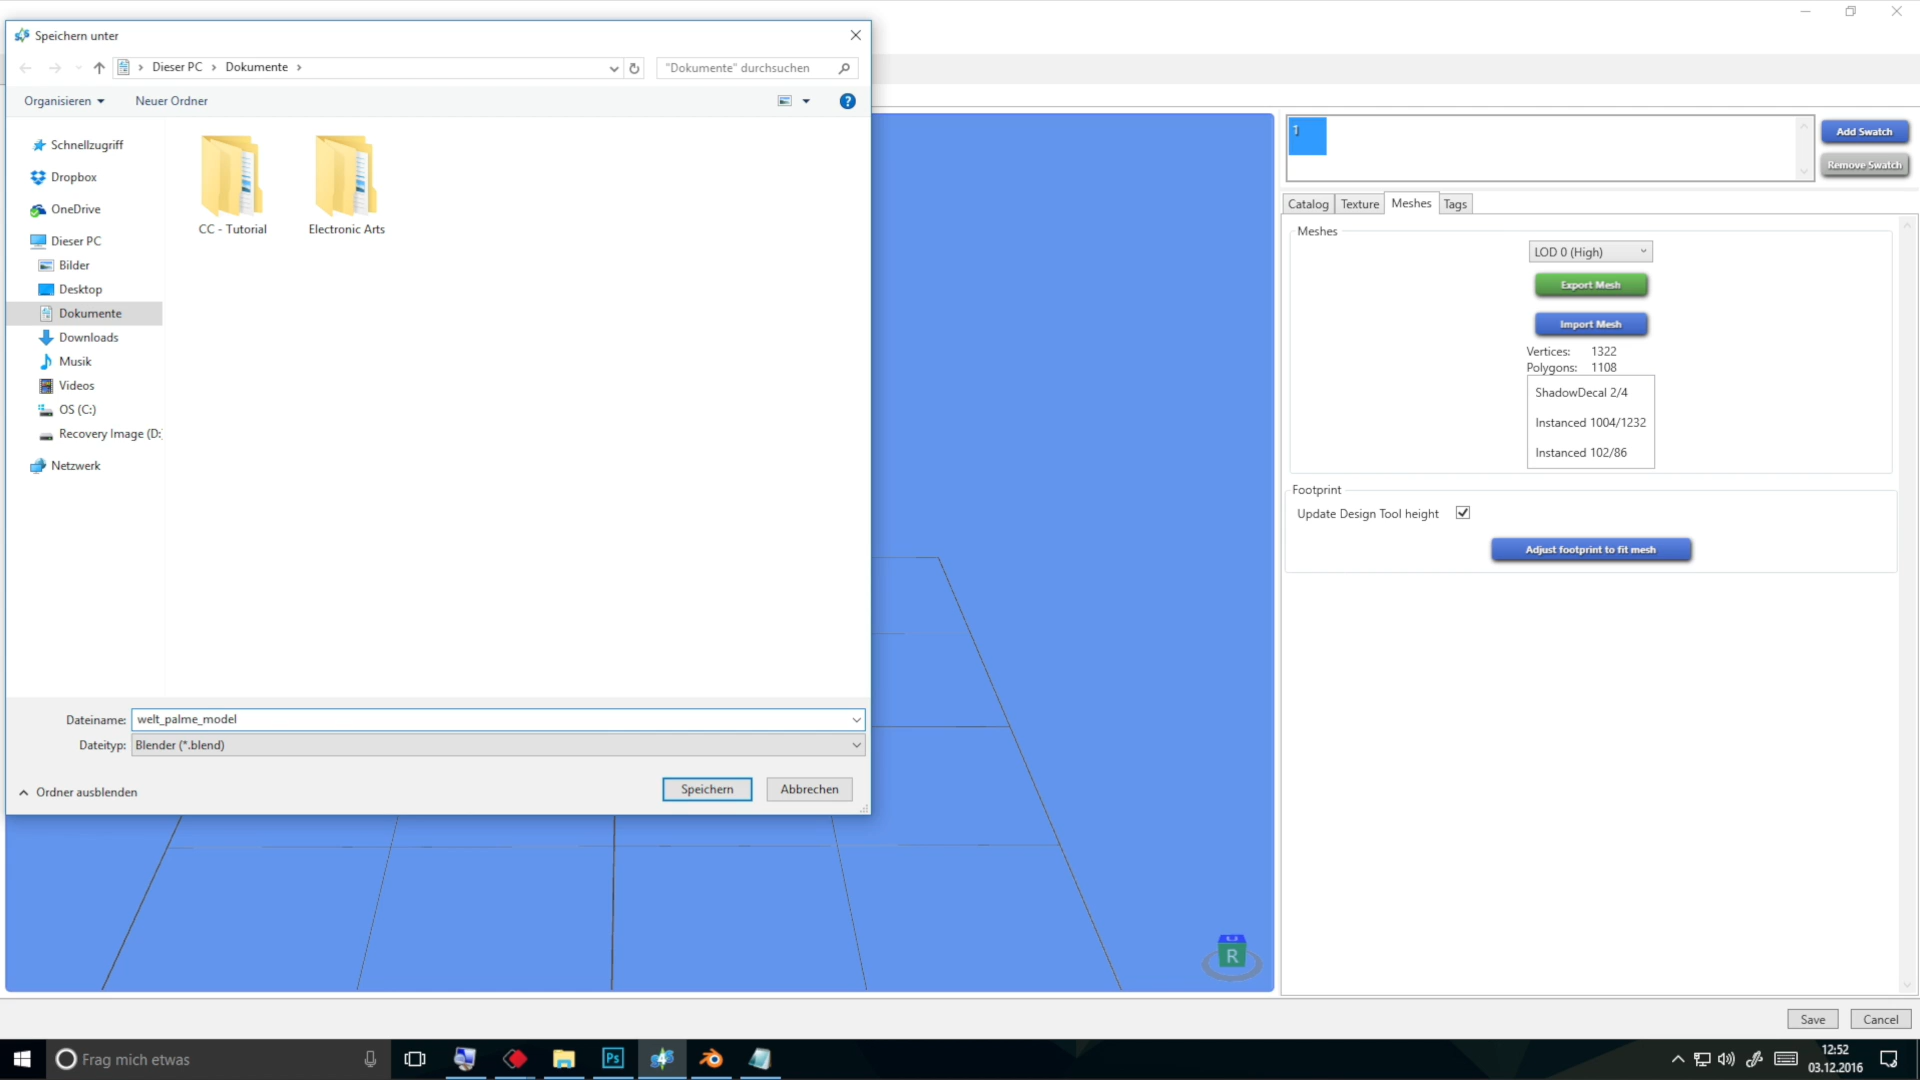 Speichern unter
Dieser PC
Dokumente
"Dokumente" durchsuchen
Organisieren
Neuer Ordner
?
Schnellzugriff
Dropbox
OneDrive
Dieser PC
Bilder
Desktop
Dokumente
Downloads
Musik
Videos
OS (C:)
Recovery Image (D:
Netzwerk
CC - Tutorial
Electronic Arts
Dateiname:
welt_palme_model
Dateityp:
Blender (*.blend)
Ordner ausblenden
Speichern
Abbrechen
1
Add Swatch
Remove Swatch
Catalog
Texture
Meshes
Tags
Meshes
LOD 0 (High)
Export Mesh
Import Mesh
Vertices: 1322
Polygons: 1108
ShadowDecal 2/4
Instanced 1004/1232
Instanced 102/86
Footprint
Update Design Tool height
Adjust footprint to fit mesh
R
Save
Cancel
Frag mich etwas
Ps
4
12:52
03.12.2016